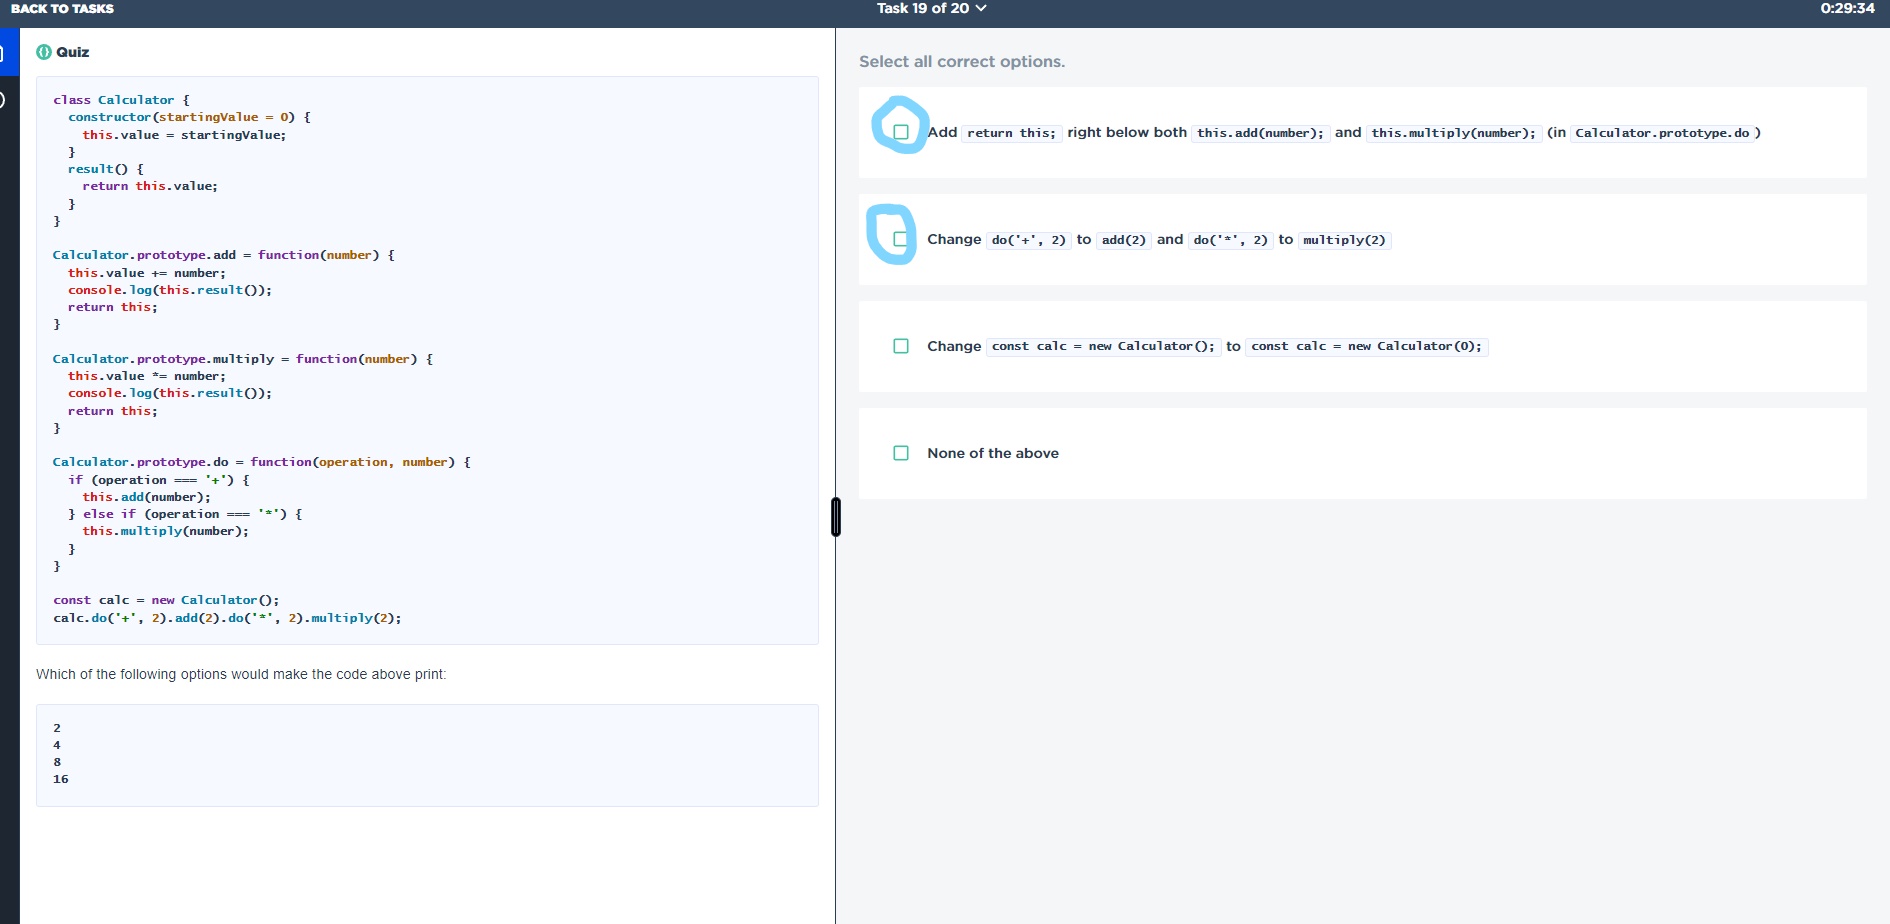 BACK TO TASKS
Task 19 of 20
0:29:34
Quiz
class Calculator {
  constructor(startingValue = 0) {
    this.value = startingValue;
  }
  result() {
    return this.value;
  }
}

Calculator.prototype.add = function(number) {
  this.value += number;
  console.log(this.result());
  return this;
}

Calculator.prototype.multiply = function(number) {
  this.value *= number;
  console.log(this.result());
  return this;
}

Calculator.prototype.do = function(operation, number) {
  if (operation === '+') {
    this.add(number);
  } else if (operation === '*') {
    this.multiply(number);
  }
}

const calc = new Calculator();
calc.do('+', 2).add(2).do('*', 2).multiply(2);
Which of the following options would make the code above print:
2
4
8
16
Select all correct options.
Add return this; right below both this.add(number); and this.multiply(number); (in Calculator.prototype.do)
Change do('+', 2) to add(2) and do('*', 2) to multiply(2)
Change const calc = new Calculator(); to const calc = new Calculator(0);
None of the above